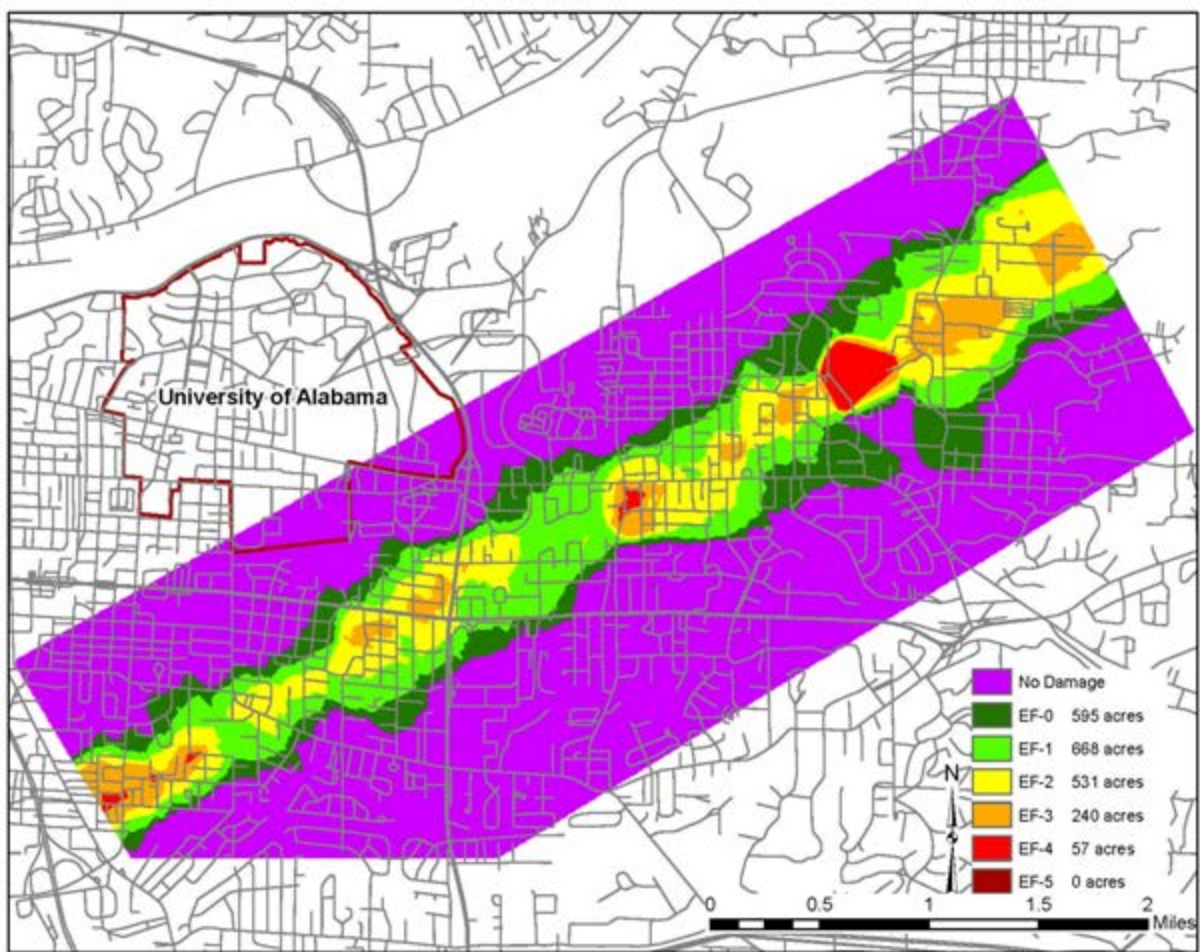 University of Alabama
No Damage
EF-0 595 acres
EF-1 668 acres
N
EF-2 531 acres
EF-3 240 acres
EF-4 57 acres
EF-5 0 acres
0 0.5 1 1.5 2
Miles